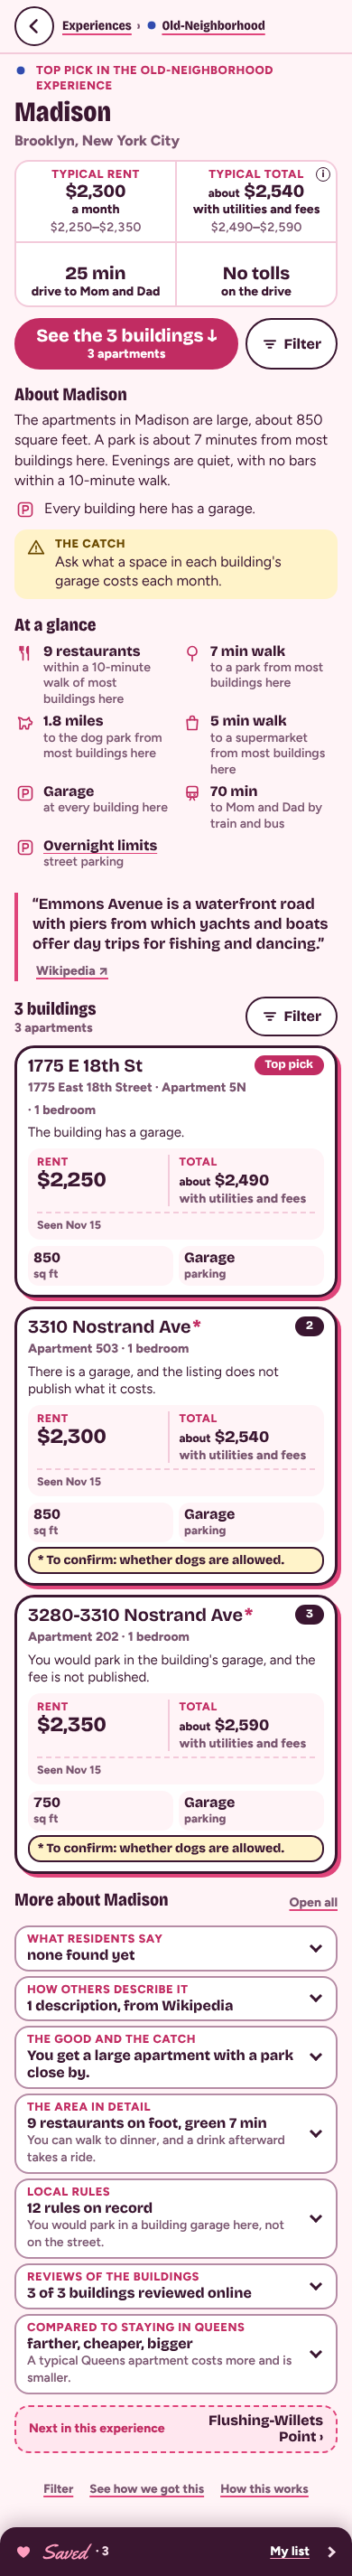 Experiences › Old-Neighborhood
TOP PICK IN THE OLD-NEIGHBORHOOD
EXPERIENCE
Madison
Brooklyn, New York City
TYPICAL RENT
$2,300
a month
$2,250–$2,350
TYPICAL TOTAL i
about $2,540
with utilities and fees
$2,490–$2,590
25 min
drive to Mom and Dad
No tolls
on the drive
See the 3 buildings ↓
3 apartments
Filter
About Madison
The apartments in Madison are large, about 850
square feet. A park is about 7 minutes from most
buildings here. Evenings are quiet, with no bars
within a 10-minute walk.
P Every building here has a garage.
THE CATCH
Ask what a space in each building's
garage costs each month.
At a glance
9 restaurants
within a 10-minute
walk of most
buildings here
7 min walk
to a park from most
buildings here
1.8 miles
to the dog park from
most buildings here
5 min walk
to a supermarket
from most buildings
here
P Garage
at every building here
70 min
to Mom and Dad by
train and bus
P Overnight limits
street parking
“Emmons Avenue is a waterfront road
with piers from which yachts and boats
offer day trips for fishing and dancing.”
Wikipedia ↗
3 buildings
3 apartments
Filter
1775 E 18th St
Top pick
1775 East 18th Street · Apartment 5N
· 1 bedroom
The building has a garage.
RENT
$2,250
TOTAL
about $2,490
with utilities and fees
Seen Nov 15
850
sq ft
Garage
parking
3310 Nostrand Ave*
2
Apartment 503 · 1 bedroom
There is a garage, and the listing does not
publish what it costs.
RENT
$2,300
TOTAL
about $2,540
with utilities and fees
Seen Nov 15
850
sq ft
Garage
parking
* To confirm: whether dogs are allowed.
3280-3310 Nostrand Ave*
3
Apartment 202 · 1 bedroom
You would park in the building's garage, and the
fee is not published.
RENT
$2,350
TOTAL
about $2,590
with utilities and fees
Seen Nov 15
750
sq ft
Garage
parking
* To confirm: whether dogs are allowed.
More about Madison
Open all
WHAT RESIDENTS SAY
none found yet
HOW OTHERS DESCRIBE IT
1 description, from Wikipedia
THE GOOD AND THE CATCH
You get a large apartment with a park
close by.
THE AREA IN DETAIL
9 restaurants on foot, green 7 min
You can walk to dinner, and a drink afterward
takes a ride.
LOCAL RULES
12 rules on record
You would park in a building garage here, not
on the street.
REVIEWS OF THE BUILDINGS
3 of 3 buildings reviewed online
COMPARED TO STAYING IN QUEENS
farther, cheaper, bigger
A typical Queens apartment costs more and is
smaller.
Next in this experience
Flushing-Willets
Point ›
Filter
See how we got this
How this works
Saved · 3
My list